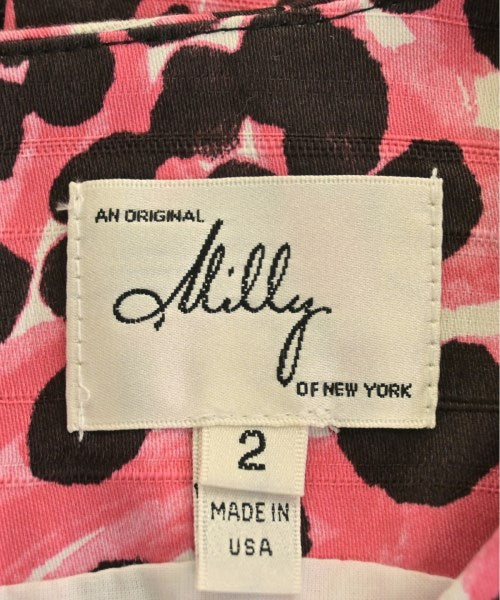 AN ORIGINAL
Milly
OF NEW YORK
2
MADE IN
USA